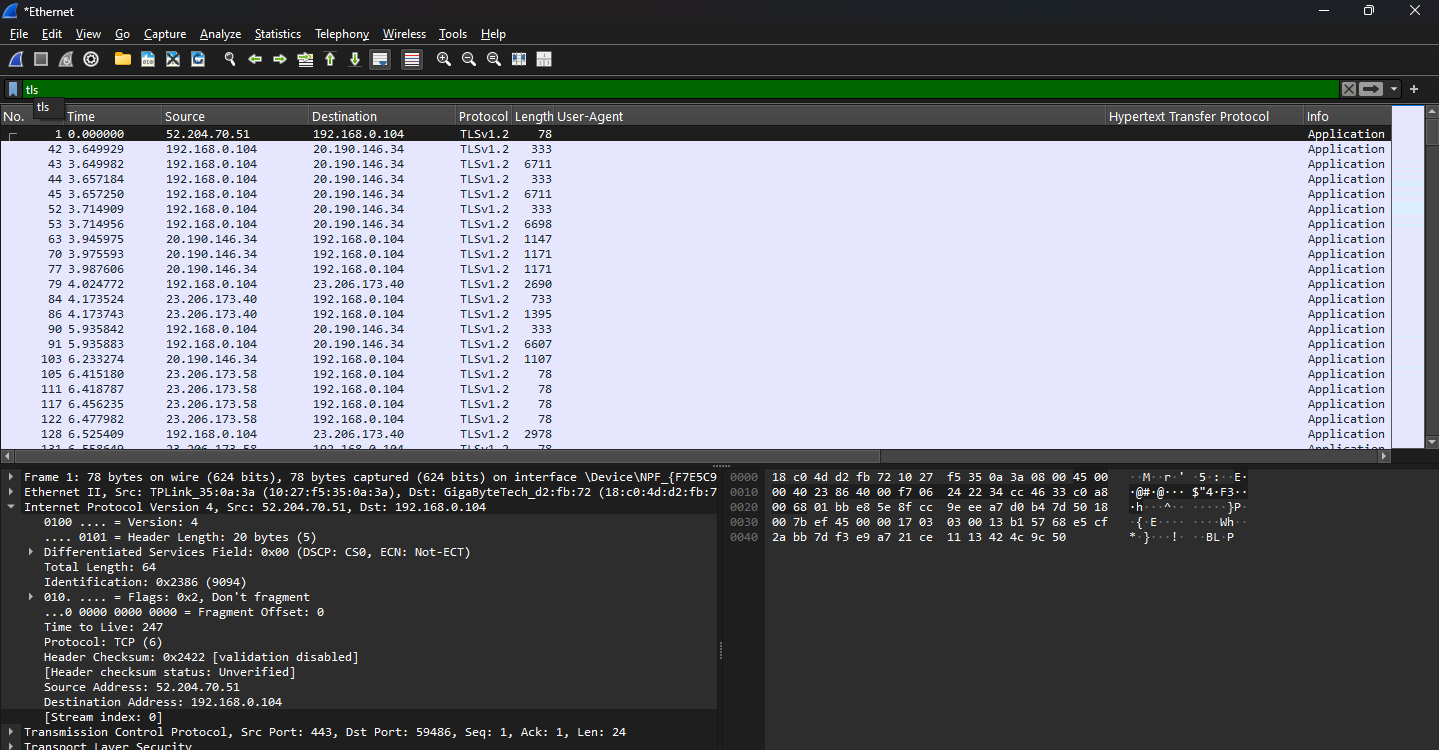 *Ethernet
File Edit View Go Capture Analyze Statistics Telephony Wireless Tools Help
tls
tls
No. Time Source Destination Protocol Length User-Agent Hypertext Transfer Protocol Info
1 0.000000 52.204.70.51 192.168.0.104 TLSv1.2 78 Application
42 3.649929 192.168.0.104 20.190.146.34 TLSv1.2 333 Application
43 3.649982 192.168.0.104 20.190.146.34 TLSv1.2 6711 Application
44 3.657184 192.168.0.104 20.190.146.34 TLSv1.2 333 Application
45 3.657250 192.168.0.104 20.190.146.34 TLSv1.2 6711 Application
52 3.714909 192.168.0.104 20.190.146.34 TLSv1.2 333 Application
53 3.714956 192.168.0.104 20.190.146.34 TLSv1.2 6698 Application
63 3.945975 20.190.146.34 192.168.0.104 TLSv1.2 1147 Application
70 3.975593 20.190.146.34 192.168.0.104 TLSv1.2 1171 Application
77 3.987606 20.190.146.34 192.168.0.104 TLSv1.2 1171 Application
79 4.024772 192.168.0.104 23.206.173.40 TLSv1.2 2690 Application
84 4.173524 23.206.173.40 192.168.0.104 TLSv1.2 733 Application
86 4.173743 23.206.173.40 192.168.0.104 TLSv1.2 1395 Application
90 5.935842 192.168.0.104 20.190.146.34 TLSv1.2 333 Application
91 5.935883 192.168.0.104 20.190.146.34 TLSv1.2 6607 Application
103 6.233274 20.190.146.34 192.168.0.104 TLSv1.2 1107 Application
105 6.415180 23.206.173.58 192.168.0.104 TLSv1.2 78 Application
111 6.418787 23.206.173.58 192.168.0.104 TLSv1.2 78 Application
117 6.456235 23.206.173.58 192.168.0.104 TLSv1.2 78 Application
122 6.477982 23.206.173.58 192.168.0.104 TLSv1.2 78 Application
128 6.525409 192.168.0.104 23.206.173.40 TLSv1.2 2978 Application
Frame 1: 78 bytes on wire (624 bits), 78 bytes captured (624 bits) on interface \Device\NPF_{F7E5C9
Ethernet II, Src: TPLink_35:0a:3a (10:27:f5:35:0a:3a), Dst: GigaByteTech_d2:fb:72 (18:c0:4d:d2:fb:7
Internet Protocol Version 4, Src: 52.204.70.51, Dst: 192.168.0.104
0100 .... = Version: 4
.... 0101 = Header Length: 20 bytes (5)
Differentiated Services Field: 0x00 (DSCP: CS0, ECN: Not-ECT)
Total Length: 64
Identification: 0x2386 (9094)
010. .... = Flags: 0x2, Don't fragment
...0 0000 0000 0000 = Fragment Offset: 0
Time to Live: 247
Protocol: TCP (6)
Header Checksum: 0x2422 [validation disabled]
[Header checksum status: Unverified]
Source Address: 52.204.70.51
Destination Address: 192.168.0.104
[Stream index: 0]
Transmission Control Protocol, Src Port: 443, Dst Port: 59486, Seq: 1, Ack: 1, Len: 24
Transport Layer Security
0000 18 c0 4d d2 fb 72 10 27 f5 35 0a 3a 08 00 45 00 ··M··r·' ·5·:··E·
0010 00 40 23 86 40 00 f7 06 24 22 34 cc 46 33 c0 a8 ·@#·@··· $"4·F3··
0020 00 68 01 bb e8 5e 8f cc 9e ee a7 d0 b4 7d 50 18 ·h···^·· ·····}P·
0030 00 7b ef 45 00 00 17 03 03 00 13 b1 57 68 e5 cf ·{·E···· ····Wh··
0040 2a bb 7d f3 e9 a7 21 ce 11 13 42 4c 9c 50 *·}···!· ··BL·P